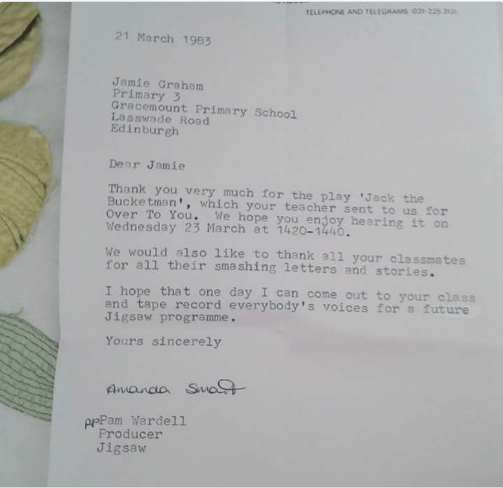 TELEPHONE AND TELEGRAMS 031-225 3131
21 March 1983
Jamie Graham
Primary 3
Gracemount Primary School
Lasswade Road
Edinburgh
Dear Jamie
Thank you very much for the play 'Jack the
Bucketman', which your teacher sent to us for
Over To You. We hope you enjoy hearing it on
Wednesday 23 March at 1420-1440.
We would also like to thank all your classmates
for all their smashing letters and stories.
I hope that one day I can come out to your class
and tape record everybody's voices for a future
Jigsaw programme.
Yours sincerely
Amanda Smart
ppPam Wardell
Producer
Jigsaw